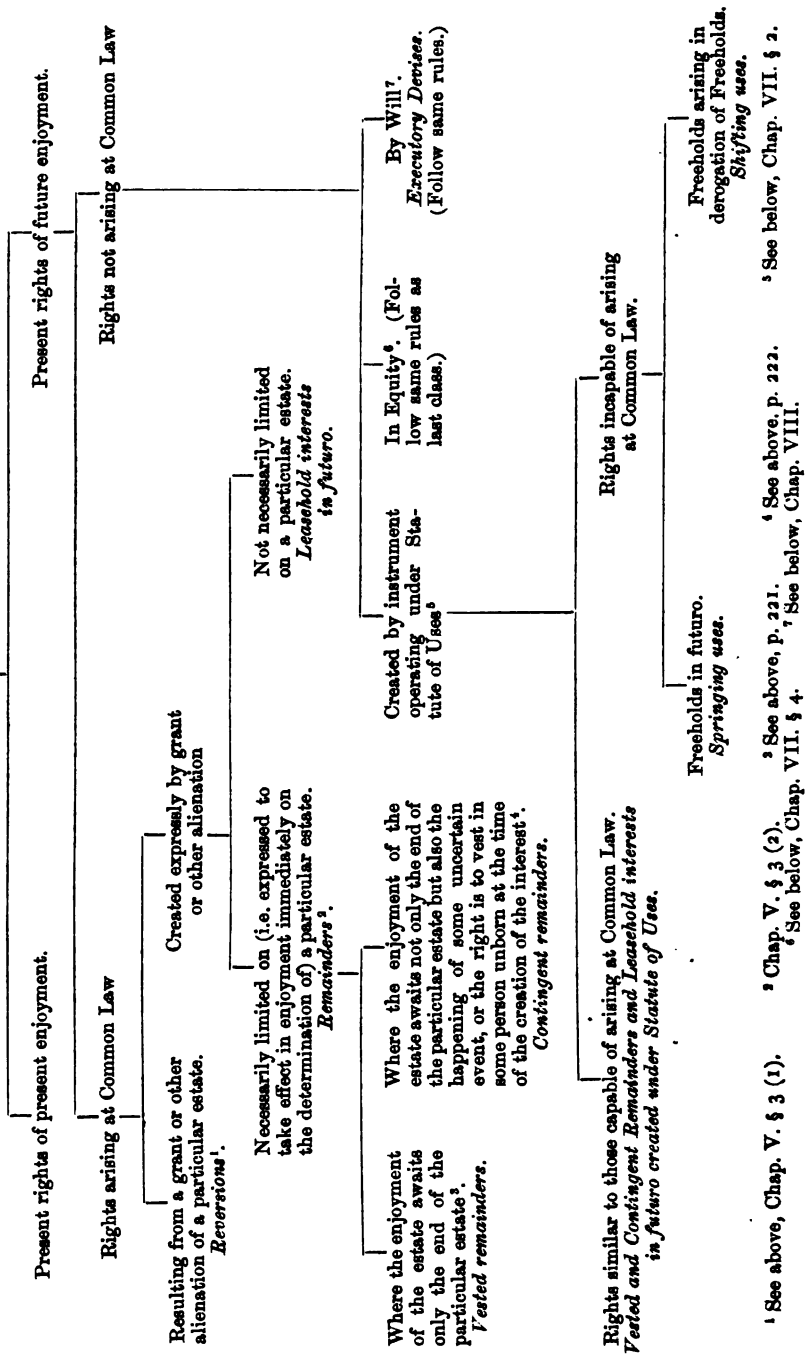 Present rights of present enjoyment.
Present rights of future enjoyment.
Rights arising at Common Law
Rights not arising at Common Law
Resulting from a grant or other
alienation of a particular estate.
Reversions¹.
Created expressly by grant
or other alienation
Necessarily limited on (i.e. expressed to
take effect in enjoyment immediately on
the determination of) a particular estate.
Remainders².
Not necessarily limited
on a particular estate.
Leasehold interests
in futuro.
Where the enjoyment
of the estate awaits
only the end of the
particular estate³.
Vested remainders.
Where the enjoyment of the
estate awaits not only the end of
the particular estate but also the
happening of some uncertain
event, or the right is to vest in
some person unborn at the time
of the creation of the interest⁴.
Contingent remainders.
Created by instrument
operating under Sta-
tute of Uses⁵
In Equity⁶. (Fol-
low same rules as
last class.)
By Will⁷.
Executory Devises.
(Follow same rules.)
Rights similar to those capable of arising at Common Law.
Vested and Contingent Remainders and Leasehold interests
in futuro created under Statute of Uses.
Rights incapable of arising
at Common Law.
Freeholds in futuro.
Springing uses.
Freeholds arising in
derogation of Freeholds.
Shifting uses.
¹ See above, Chap. V. § 3 (1). ² Chap. V. § 3 (2). ³ See above, p. 221. ⁴ See above, p. 222. ⁵ See below, Chap. VII. § 2.
⁶ See below, Chap. VII. § 4. ⁷ See below, Chap. VIII.